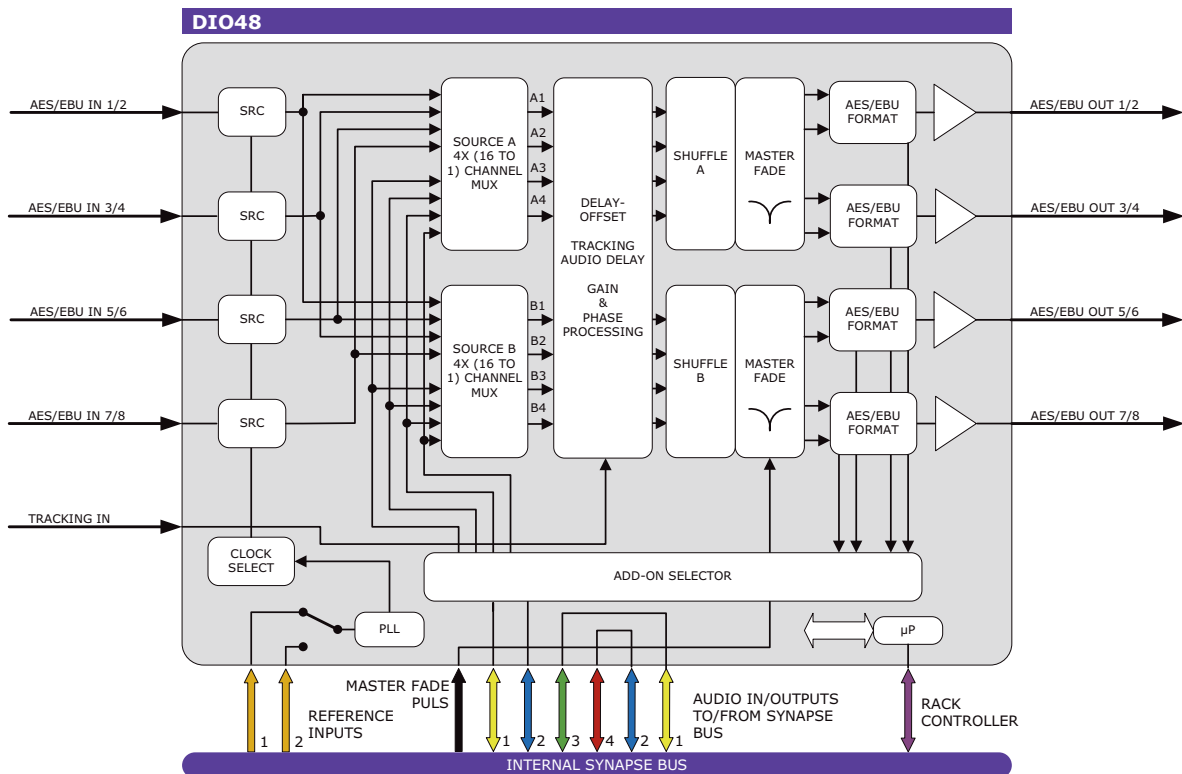 DIO48
AES/EBU IN 1/2
AES/EBU IN 3/4
AES/EBU IN 5/6
AES/EBU IN 7/8
TRACKING IN
SRC
SRC
SRC
SRC
CLOCK
SELECT
PLL
SOURCE A
4X (16 TO
1) CHANNEL
MUX
A1
A2
A3
A4
SOURCE B
4X (16 TO
1) CHANNEL
MUX
B1
B2
B3
B4
DELAY-
OFFSET
TRACKING
AUDIO DELAY
GAIN
&
PHASE
PROCESSING
SHUFFLE
A
MASTER
FADE
SHUFFLE
B
MASTER
FADE
AES/EBU
FORMAT
AES/EBU
FORMAT
AES/EBU
FORMAT
AES/EBU
FORMAT
AES/EBU OUT 1/2
AES/EBU OUT 3/4
AES/EBU OUT 5/6
AES/EBU OUT 7/8
ADD-ON SELECTOR
µP
1
2
REFERENCE
INPUTS
MASTER FADE
PULS
1
2
3
4
2
1
AUDIO IN/OUTPUTS
TO/FROM SYNAPSE
BUS
RACK
CONTROLLER
INTERNAL SYNAPSE BUS